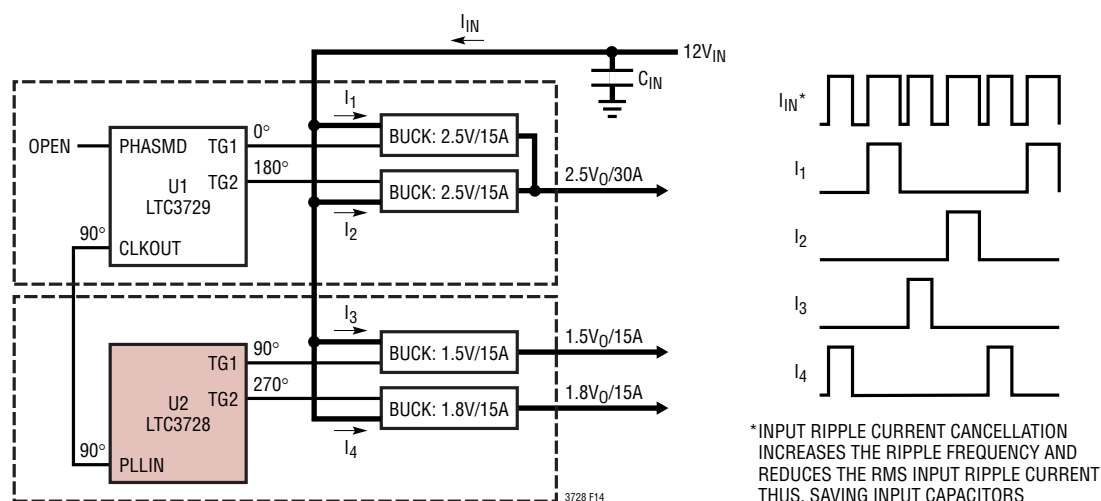 I_IN
12V_IN
C_IN
I_1
BUCK: 2.5V/15A
OPEN
PHASMD
TG1
0°
U1
LTC3729
TG2
180°
BUCK: 2.5V/15A
2.5V_O/30A
I_2
90°
CLKOUT
I_3
BUCK: 1.5V/15A
1.5V_O/15A
TG1
90°
U2
LTC3728
TG2
270°
BUCK: 1.8V/15A
1.8V_O/15A
I_4
90°
PLLIN
3728 F14
I_IN*
I_1
I_2
I_3
I_4
*INPUT RIPPLE CURRENT CANCELLATION
INCREASES THE RIPPLE FREQUENCY AND
REDUCES THE RMS INPUT RIPPLE CURRENT
THUS, SAVING INPUT CAPACITORS